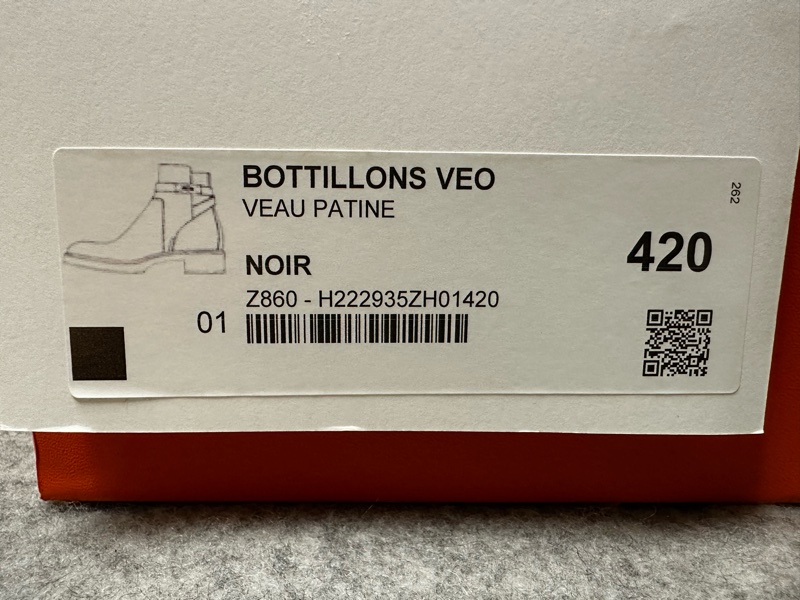 BOTTILLONS VEO
VEAU PATINE
262
NOIR
420
Z860 - H222935ZH01420
01